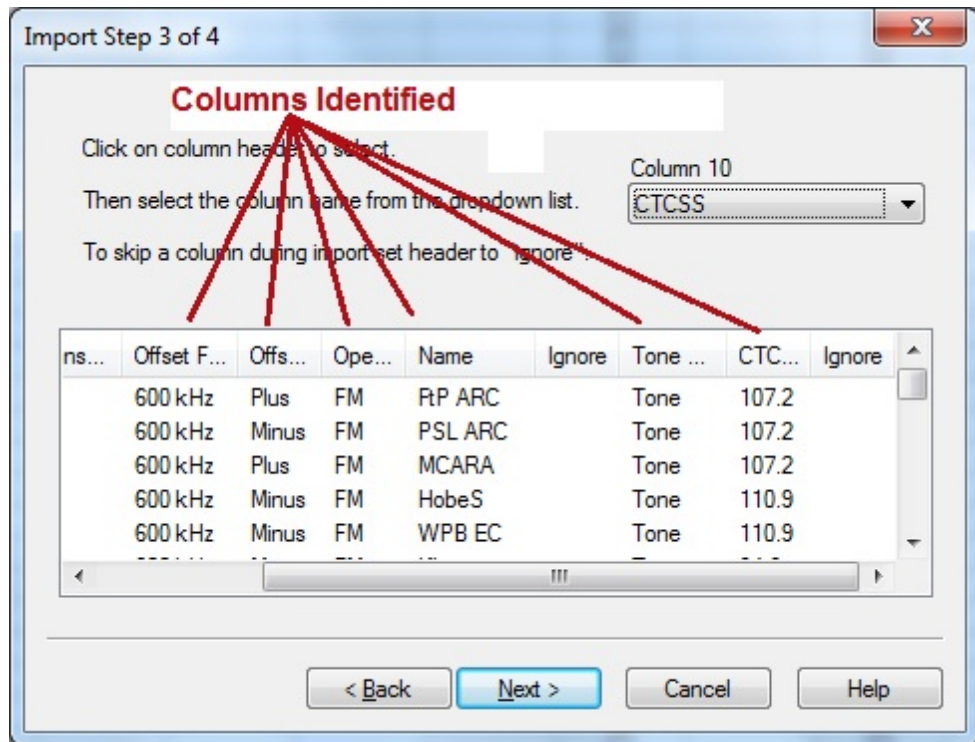 Import Step 3 of 4
Columns Identified
Click on column header to select.
Column 10
Then select the column name from the dropdown list.
CTCSS
To skip a column during import set header to "Ignore".
ns... Offset F... Offs... Ope... Name Ignore Tone ... CTC... Ignore
600 kHz Plus FM FtP ARC Tone 107.2
600 kHz Minus FM PSL ARC Tone 107.2
600 kHz Plus FM MCARA Tone 107.2
600 kHz Minus FM HobeS Tone 110.9
600 kHz Minus FM WPB EC Tone 110.9
< Back Next > Cancel Help